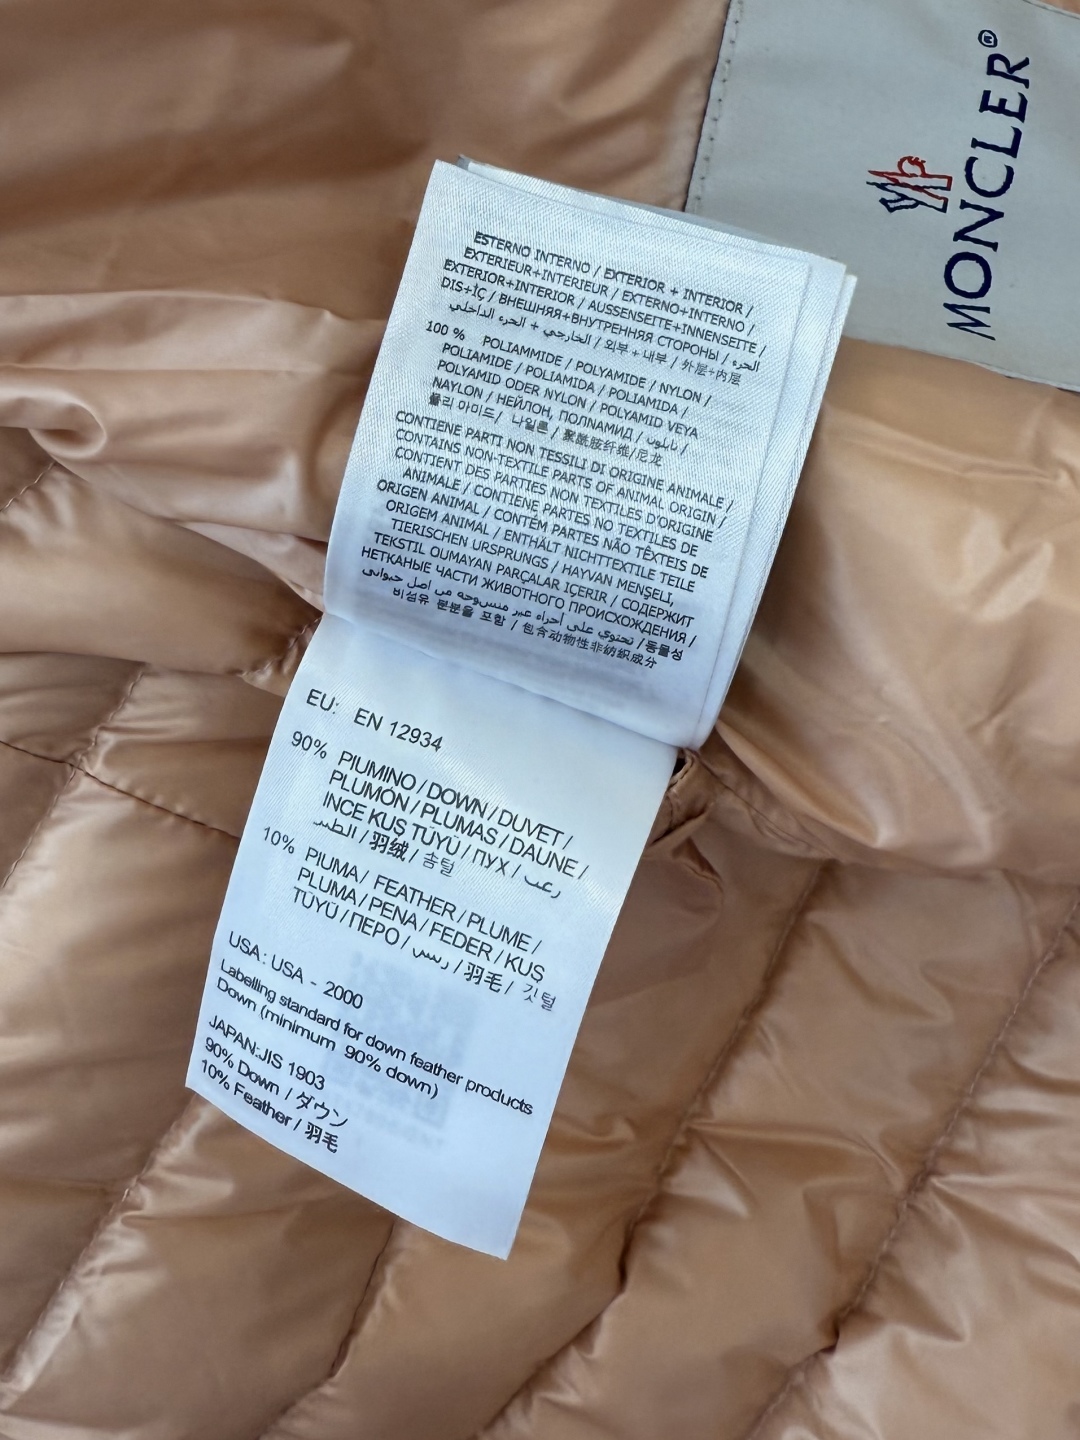 MONCLER®
ESTERNO INTERNO / EXTERIOR + INTERIOR /
EXTERIEUR+INTERIEUR / EXTERNO+INTERNO /
EXTERIOR+INTERIOR / AUSSENSEITE+INNENSEITE /
DIS+İÇ / ВНЕШНЯЯ+ВНУТРЕННЯЯ СТОРОНЫ / الجزء
الخارجي + الجزء الداخلي / 외부 + 내부 / 外层+内层
100 % POLIAMMIDE / POLYAMIDE / NYLON /
POLIAMIDE / POLIAMIDA / POLIAMIDA /
POLYAMID ODER NYLON / POLYAMID VEYA
NAYLON / НЕЙЛОН, ПОЛNАМИД / نايلون /
폴리 아미드/ 나일론 / 聚酰胺纤维/尼龙
CONTIENE PARTI NON TESSILI DI ORIGINE ANIMALE /
CONTAINS NON-TEXTILE PARTS OF ANIMAL ORIGIN /
CONTIENT DES PARTIES NON TEXTILES D'ORIGINE
ANIMALE / CONTIENE PARTES NO TEXTILES DE
ORIGEN ANIMAL / CONTÉM PARTES NÃO TÊXTEIS DE
ORIGEM ANIMAL / ENTHÄLT NICHTTEXTILE TEILE
TIERISCHEN URSPRUNGS / HAYVAN MENŞELİ,
TEKSTIL OLMAYAN PARÇALAR IÇERIR / СОДЕРЖИТ
НЕТКАНЫЕ ЧАСТИ ЖИВОТНОГО ПРОИСХОЖДЕНИЯ /
تحتوي على أجزاء غير منسوجة من اصل حيواني / 동물성
비섬유 부분을 포함 / 包含动物性非纺织成分
EU: EN 12934
90% PIUMINO / DOWN / DUVET /
PLUMÓN / PLUMAS / DAUNE /
INCE KUŞ TÜYÜ / ПУХ / زغب
الطير / 羽绒 / 솜털
10% PIUMA / FEATHER / PLUME /
PLUMA / PENA / FEDER / KUŞ
TÜYÜ / ПЕРО / ريش / 羽毛 / 깃털
USA: USA - 2000
Labelling standard for down feather products
Down (minimum 90% down)
JAPAN:JIS 1903
90% Down / ダウン
10% Feather / 羽毛